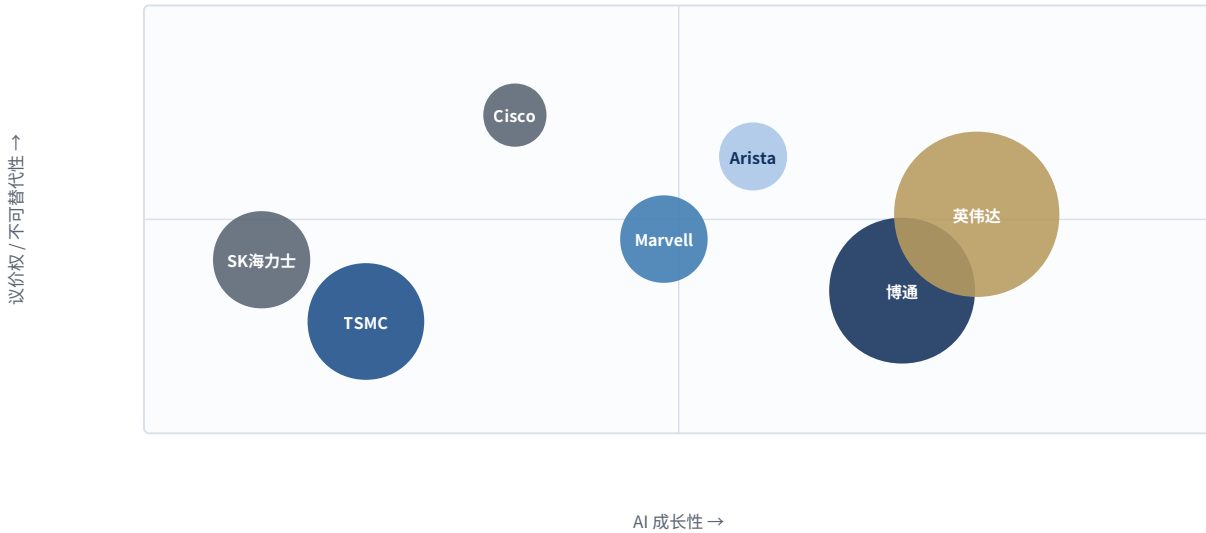 议价权 / 不可替代性 →
Cisco
Arista
英伟达
Marvell
SK海力士
博通
TSMC
AI 成长性 →